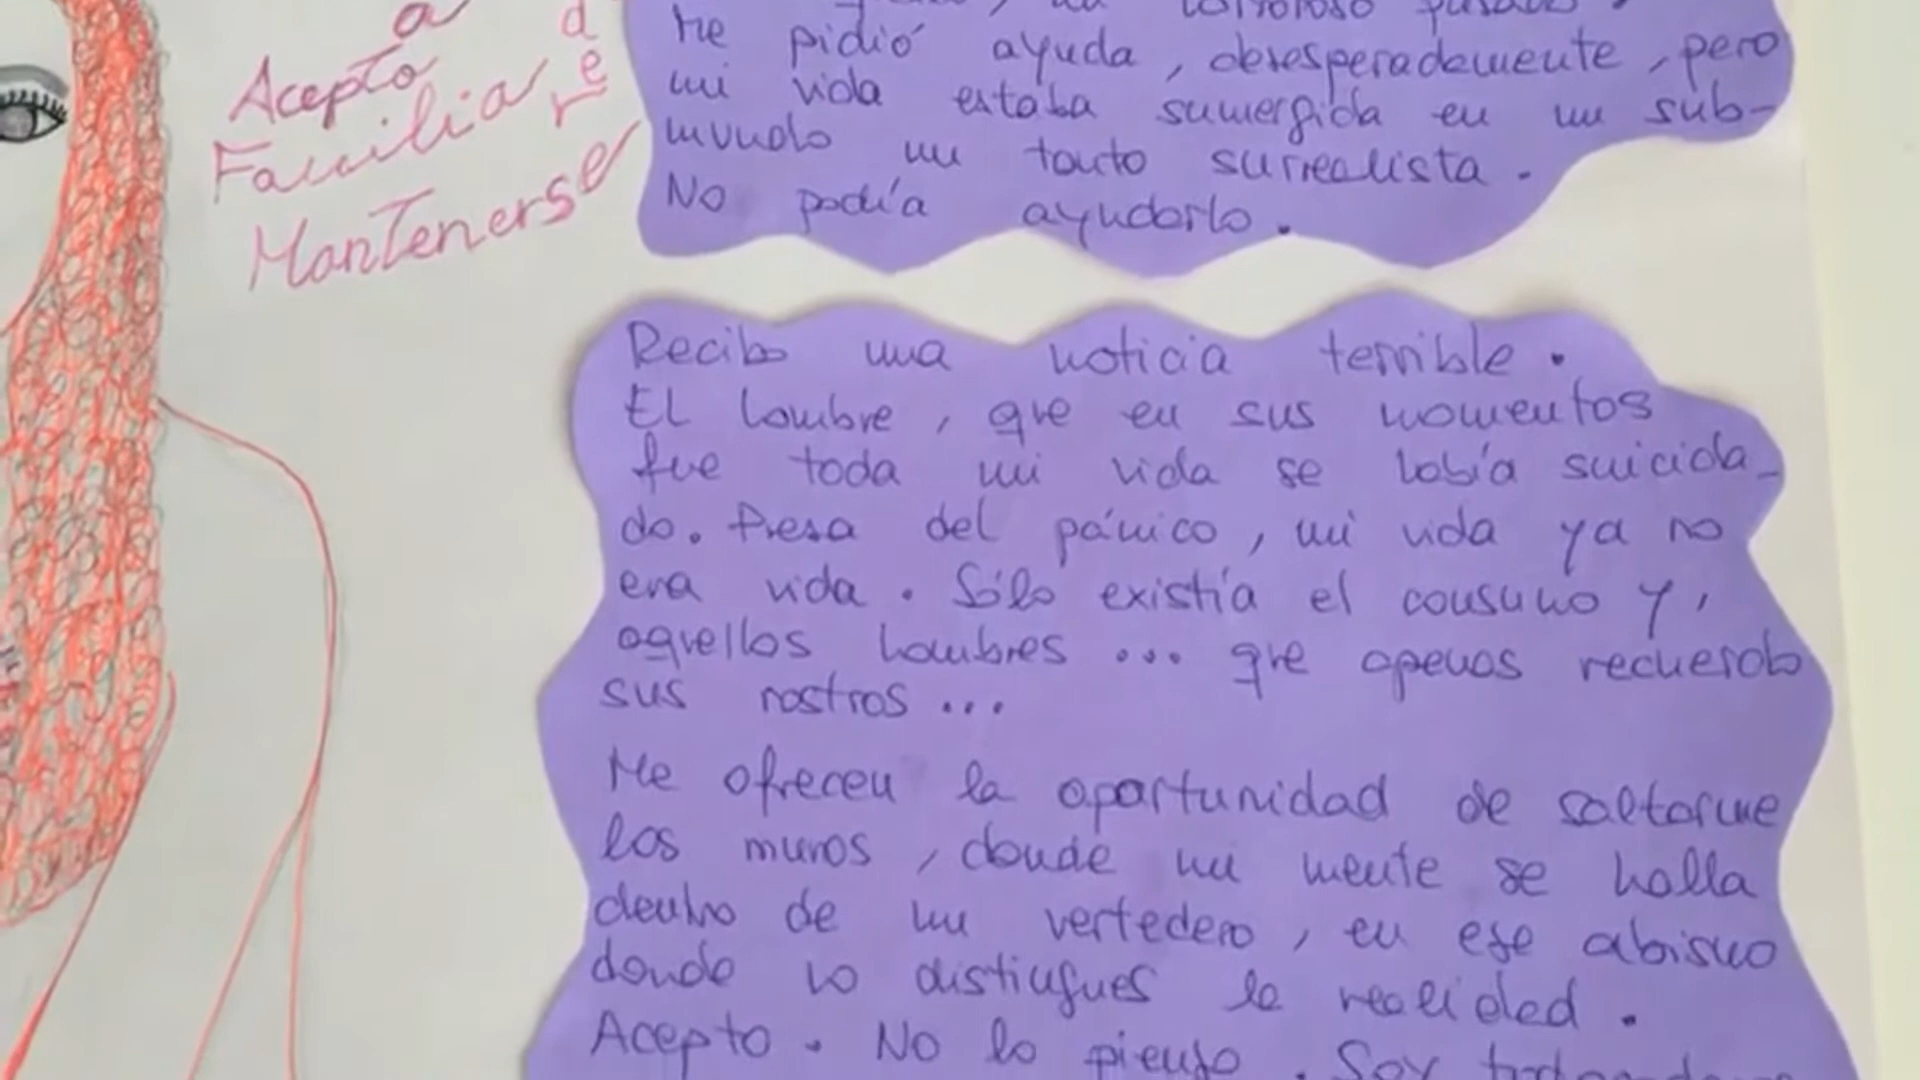 a
Acepto
Familiar
Mantenerse
d
e
r
pasado,
Me pidió ayuda, desesperadamente, pero
mi vida estaba sumergida en un sub-
mundo un tanto surrealista.
No podía ayudarlo.
Recibo una noticia terrible.
El hombre, que en sus momentos
fue toda mi vida se había suicida-
do. Presa del pánico, mi vida ya no
era vida. Sólo existía el consumo y,
aquellos hombres ... que apenas recuerdo
sus rostros ...
Me ofrecen la oportunidad de saltarme
los muros, donde mi mente se halla
dentro de un vertedero, en ese abismo
donde no distingues la realidad.
Acepto. No lo pienso. Soy